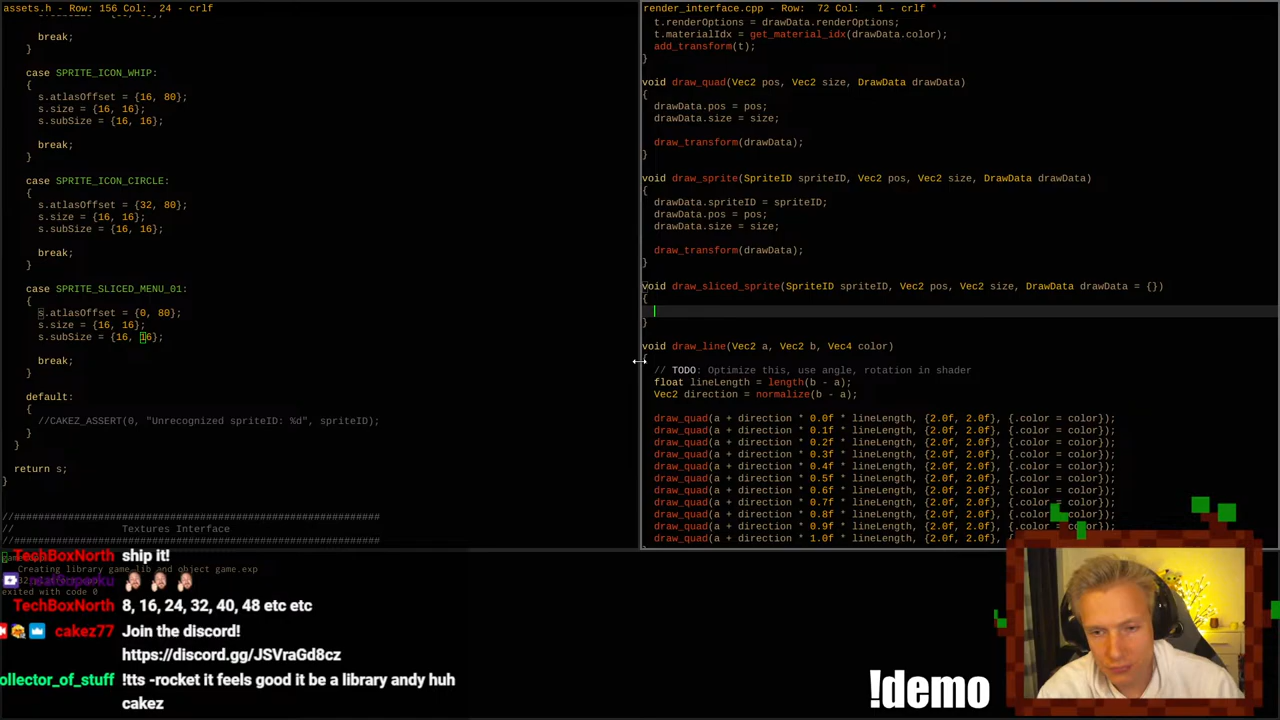 assets.h - Row: 156 Col: 24 - crlf
break;
}
case SPRITE_ICON_WHIP:
{
s.atlasOffset = {16, 80};
s.size = {16, 16};
s.subSize = {16, 16};
break;
}
case SPRITE_ICON_CIRCLE:
{
s.atlasOffset = {32, 80};
s.size = {16, 16};
s.subSize = {16, 16};
break;
}
case SPRITE_SLICED_MENU_01:
{
s.atlasOffset = {0, 80};
s.size = {16, 16};
s.subSize = {16, 16};
break;
}
default:
{
//CAKEZ_ASSERT(0, "Unrecognized spriteID: %d", spriteID);
}
}
return s;
}
// Textures Interface
render_interface.cpp - Row: 72 Col: 1 - crlf *
t.renderOptions = drawData.renderOptions;
t.materialIdx = get_material_idx(drawData.color);
add_transform(t);
}
void draw_quad(Vec2 pos, Vec2 size, DrawData drawData)
{
drawData.pos = pos;
drawData.size = size;
draw_transform(drawData);
}
void draw_sprite(SpriteID spriteID, Vec2 pos, Vec2 size, DrawData drawData)
{
drawData.spriteID = spriteID;
drawData.pos = pos;
drawData.size = size;
draw_transform(drawData);
}
void draw_sliced_sprite(SpriteID spriteID, Vec2 pos, Vec2 size, DrawData drawData = {})
{
}
void draw_line(Vec2 a, Vec2 b, Vec4 color)
{
// TODO: Optimize this, use angle, rotation in shader
float lineLength = length(b - a);
Vec2 direction = normalize(b - a);
draw_quad(a + direction * 0.0f * lineLength, {2.0f, 2.0f}, {.color = color});
draw_quad(a + direction * 0.1f * lineLength, {2.0f, 2.0f}, {.color = color});
draw_quad(a + direction * 0.2f * lineLength, {2.0f, 2.0f}, {.color = color});
draw_quad(a + direction * 0.3f * lineLength, {2.0f, 2.0f}, {.color = color});
draw_quad(a + direction * 0.4f * lineLength, {2.0f, 2.0f}, {.color = color});
draw_quad(a + direction * 0.5f * lineLength, {2.0f, 2.0f}, {.color = color});
draw_quad(a + direction * 0.6f * lineLength, {2.0f, 2.0f}, {.color = color});
draw_quad(a + direction * 0.7f * lineLength, {2.0f, 2.0f}, {.color = color});
draw_quad(a + direction * 0.8f * lineLength, {2.0f, 2.0f}, {.color = color});
draw_quad(a + direction * 0.9f * lineLength, {2.0f, 2.0f}, {.color = color});
draw_quad(a + direction * 1.0f * lineLength, {2.0f, 2.0f}, {.color =
TechBoxNorth ship it!
Creating library game.lib and object game.exp
exited with code 0
TechBoxNorth 8, 16, 24, 32, 40, 48 etc etc
cakez77 Join the discord!
https://discord.gg/JSVraGd8cz
ollector_of_stuff !tts -rocket it feels good it be a library andy huh
cakez
!demo